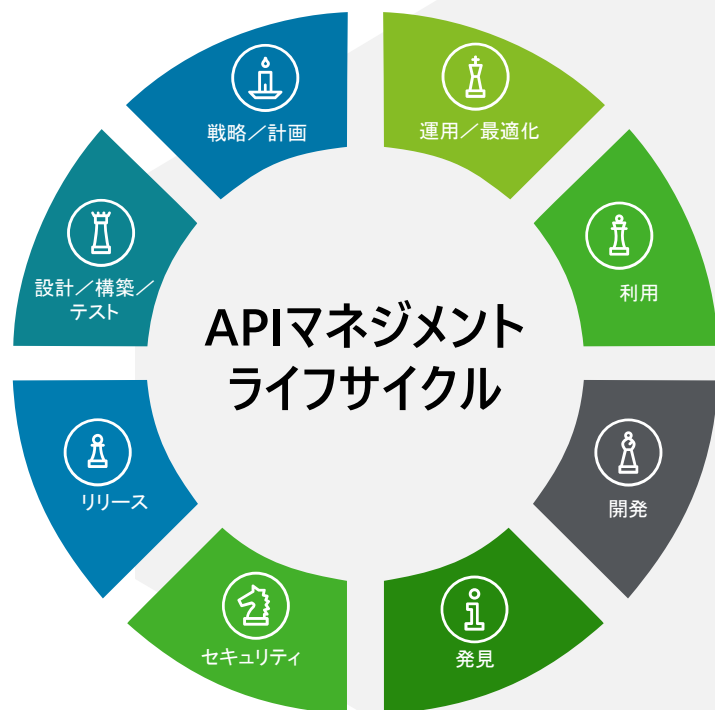 戦略／計画
運用／最適化
設計／構築／
テスト
利用
APIマネジメント
ライフサイクル
リリース
開発
セキュリティ
発見